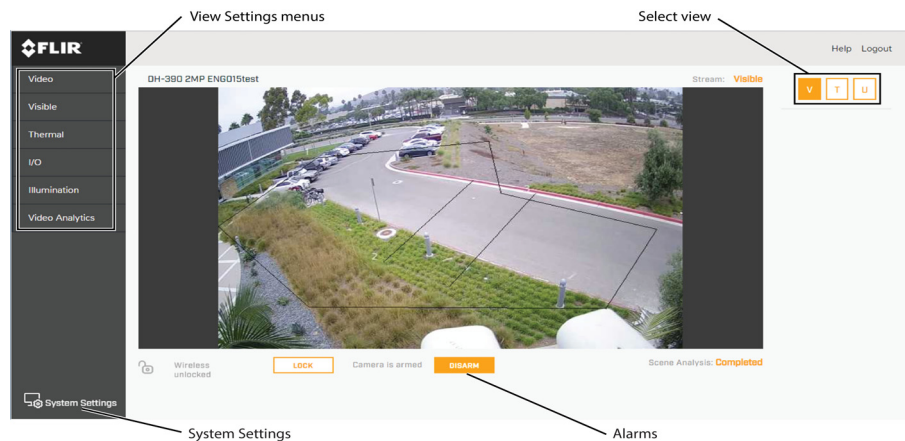 View Settings menus
Select view
FLIR
Help Logout
Video
Visible
Thermal
I/O
Illumination
Video Analytics
DH-390 2MP ENG015test
Stream: Visible
V T U
Wireless
unlocked
LOCK
Camera is armed
DISARM
Scene Analysis: Completed
System Settings
System Settings
Alarms